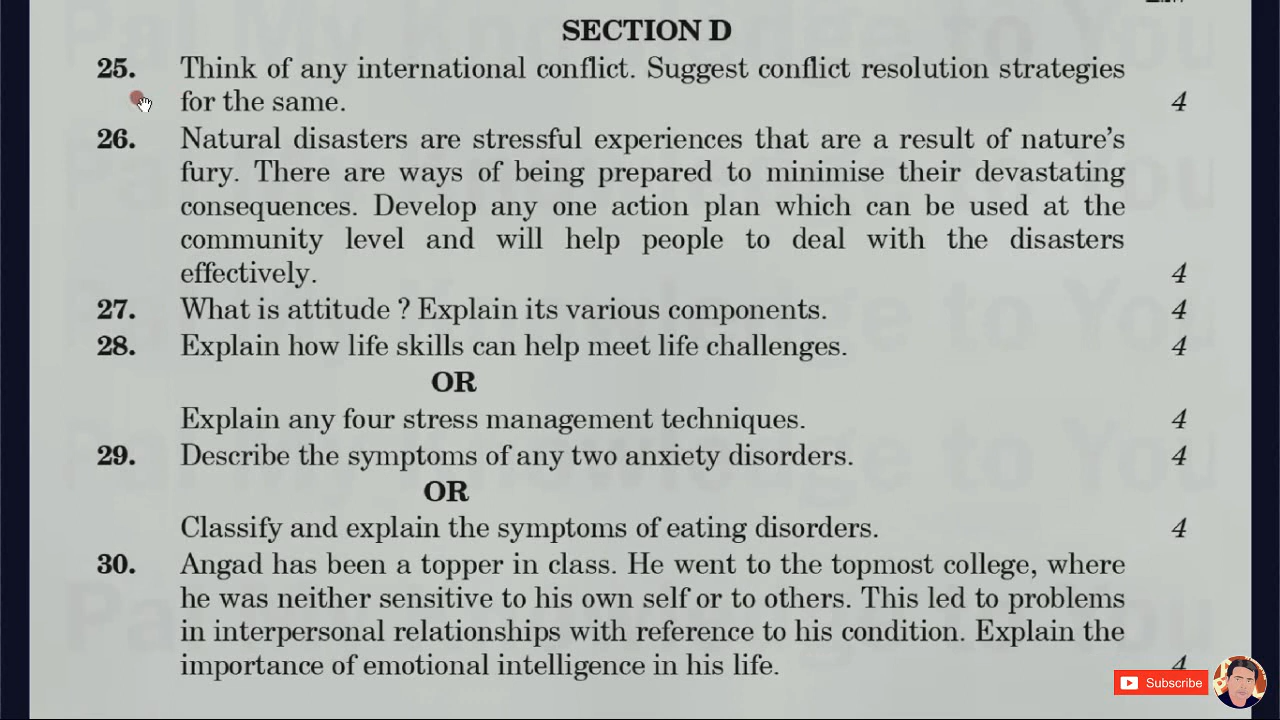 SECTION D
25. Think of any international conflict. Suggest conflict resolution strategies
for the same. 4
26. Natural disasters are stressful experiences that are a result of nature's
fury. There are ways of being prepared to minimise their devastating
consequences. Develop any one action plan which can be used at the
community level and will help people to deal with the disasters
effectively. 4
27. What is attitude ? Explain its various components. 4
28. Explain how life skills can help meet life challenges. 4
OR
Explain any four stress management techniques. 4
29. Describe the symptoms of any two anxiety disorders. 4
OR
Classify and explain the symptoms of eating disorders. 4
30. Angad has been a topper in class. He went to the topmost college, where
he was neither sensitive to his own self or to others. This led to problems
in interpersonal relationships with reference to his condition. Explain the
importance of emotional intelligence in his life. 4
Subscribe